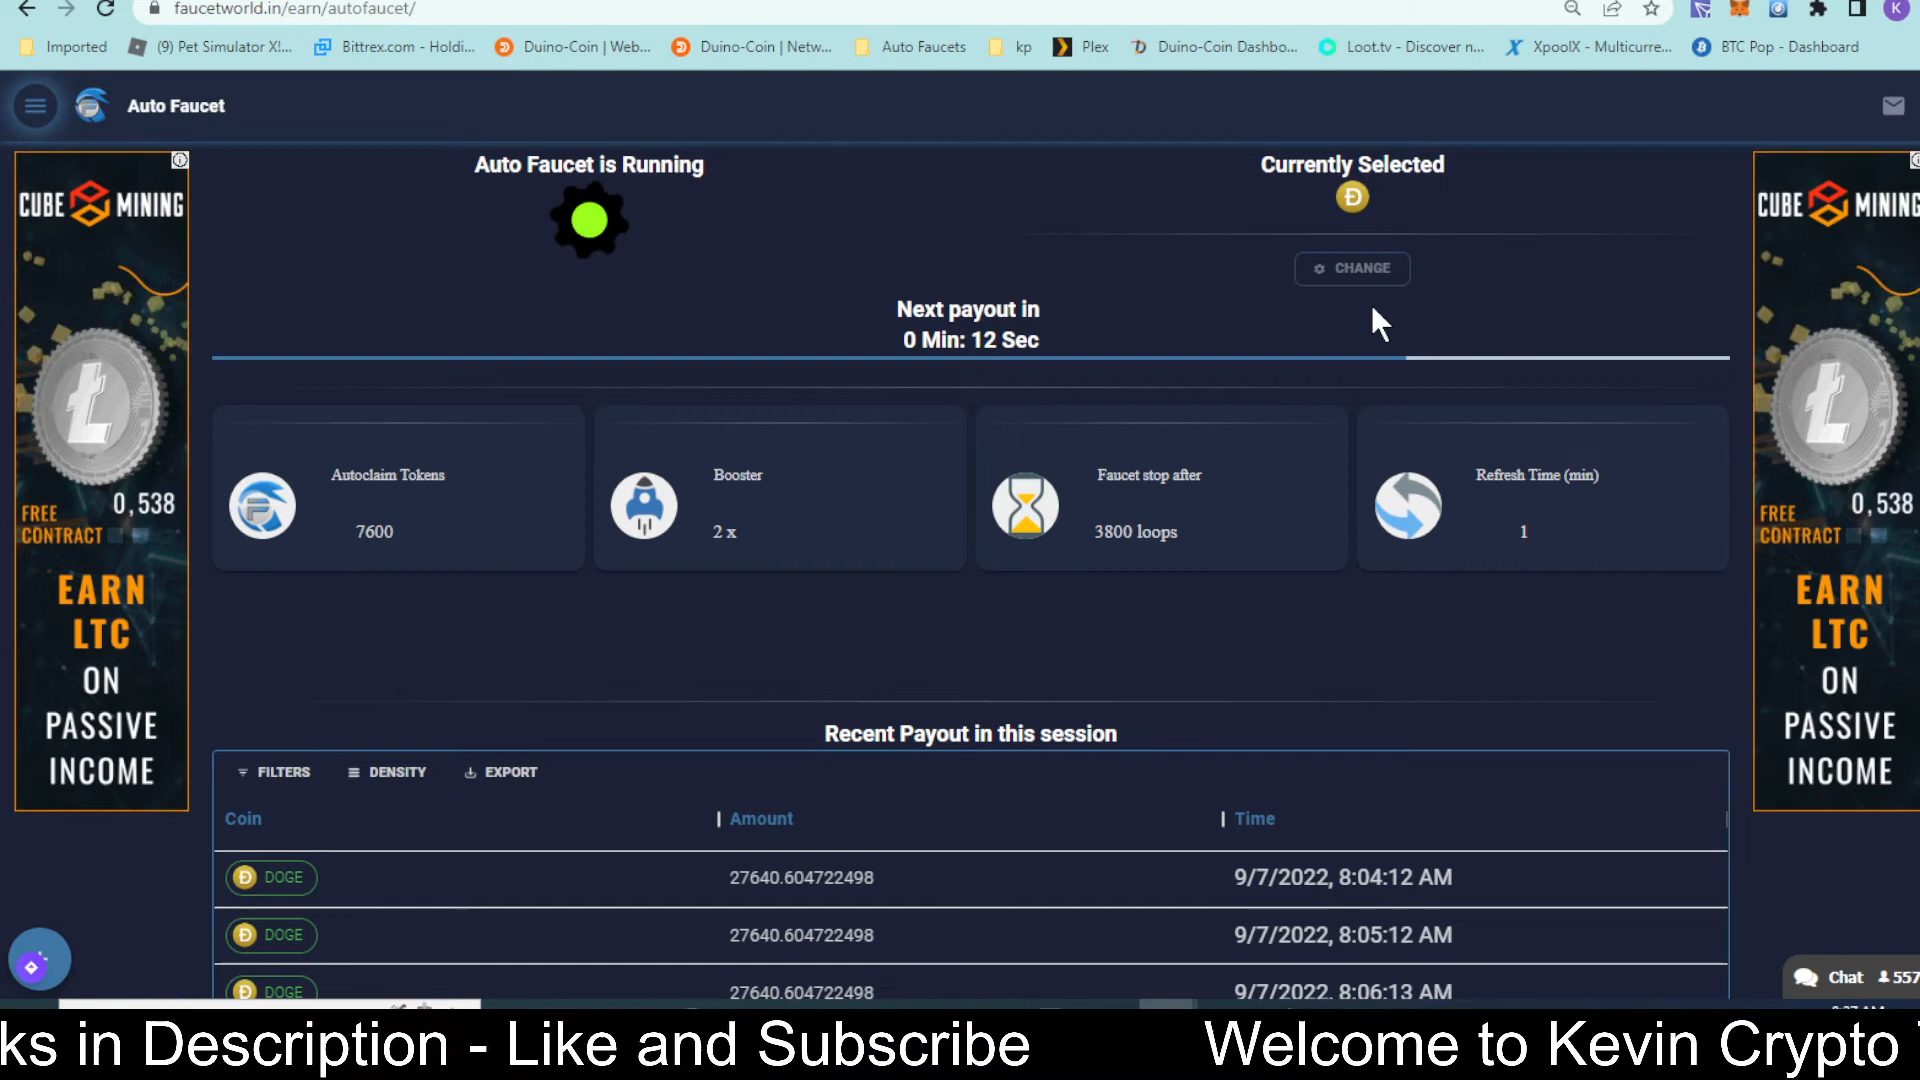 faucetworld.in/earn/autofaucet/
K
Imported
(9) Pet Simulator X!...
Bittrex.com - Holdi...
Duino-Coin | Web...
Duino-Coin | Netw...
Auto Faucets
kp
Plex
Duino-Coin Dashbo...
Loot.tv - Discover n...
XpoolX - Multicurre...
BTC Pop - Dashboard
Auto Faucet
CUBE MINING
0,538
FREE
CONTRACT
EARN
LTC
ON
PASSIVE
INCOME
Auto Faucet is Running
Currently Selected
CHANGE
Next payout in
0 Min: 12 Sec
Autoclaim Tokens
7600
Booster
2 x
Faucet stop after
3800 loops
Refresh Time (min)
1
Recent Payout in this session
FILTERS
DENSITY
EXPORT
Coin
Amount
Time
DOGE
27640.604722498
9/7/2022, 8:04:12 AM
DOGE
27640.604722498
9/7/2022, 8:05:12 AM
DOGE
27640.604722498
9/7/2022, 8:06:13 AM
CUBE MINING
0,538
FREE
CONTRACT
EARN
LTC
ON
PASSIVE
INCOME
Chat
557
ks in Description - Like and Subscribe
Welcome to Kevin Crypto